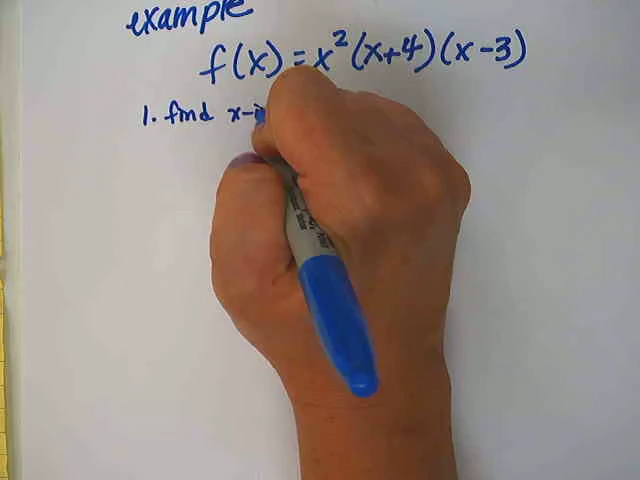 example
f(x) = x²(x+4)(x-3)
1. find x-i